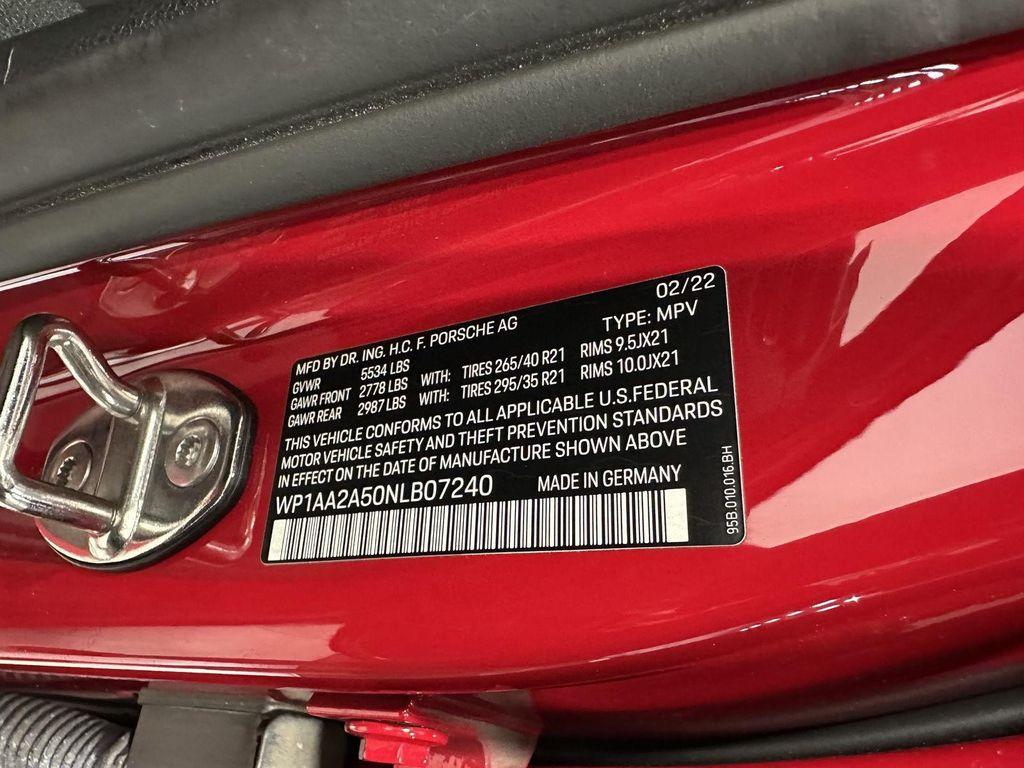 02/22
MFD BY DR. ING. H.C. F. PORSCHE AG TYPE: MPV
GVWR 5534 LBS
GAWR FRONT 2778 LBS WITH: TIRES 265/40 R21 RIMS 9.5JX21
GAWR REAR 2987 LBS WITH: TIRES 295/35 R21 RIMS 10.0JX21
THIS VEHICLE CONFORMS TO ALL APPLICABLE U.S.FEDERAL
MOTOR VEHICLE SAFETY AND THEFT PREVENTION STANDARDS
IN EFFECT ON THE DATE OF MANUFACTURE SHOWN ABOVE
WP1AA2A50NLB07240 MADE IN GERMANY
95B.010.016.BH